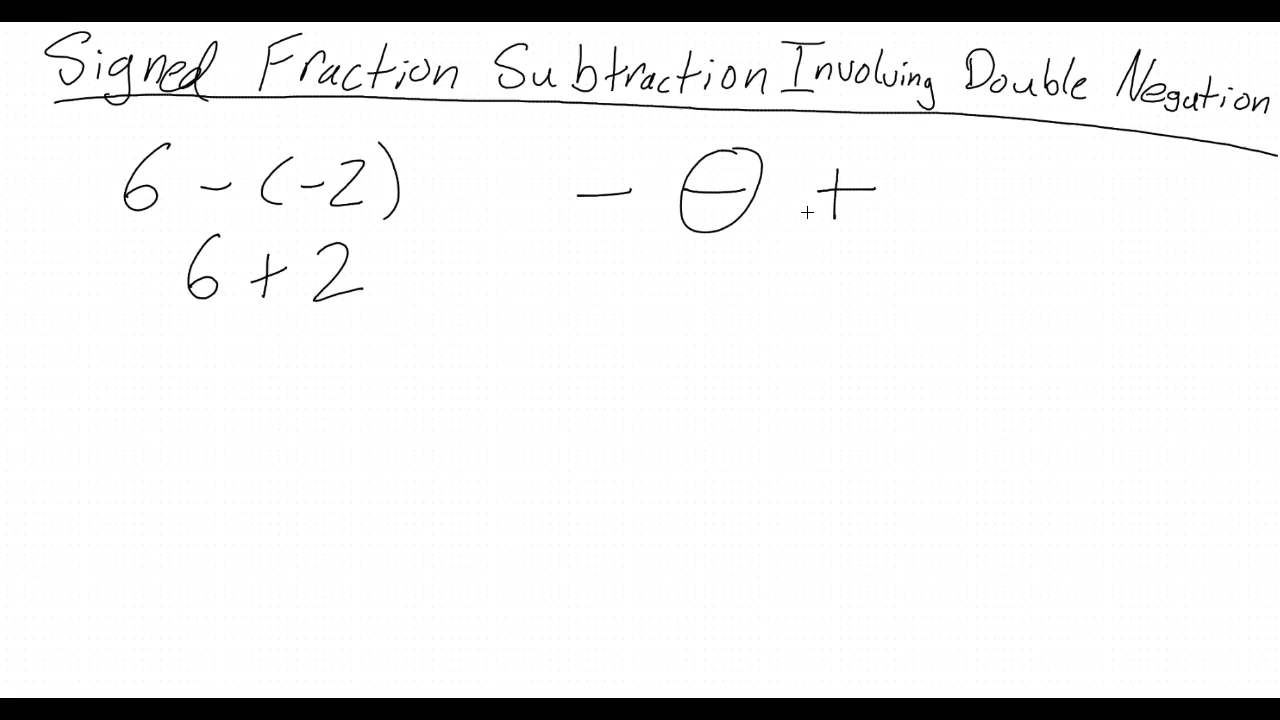 Signed Fraction Subtraction Involving Double Negation
6 - (-2) - ⊖ +
6 + 2